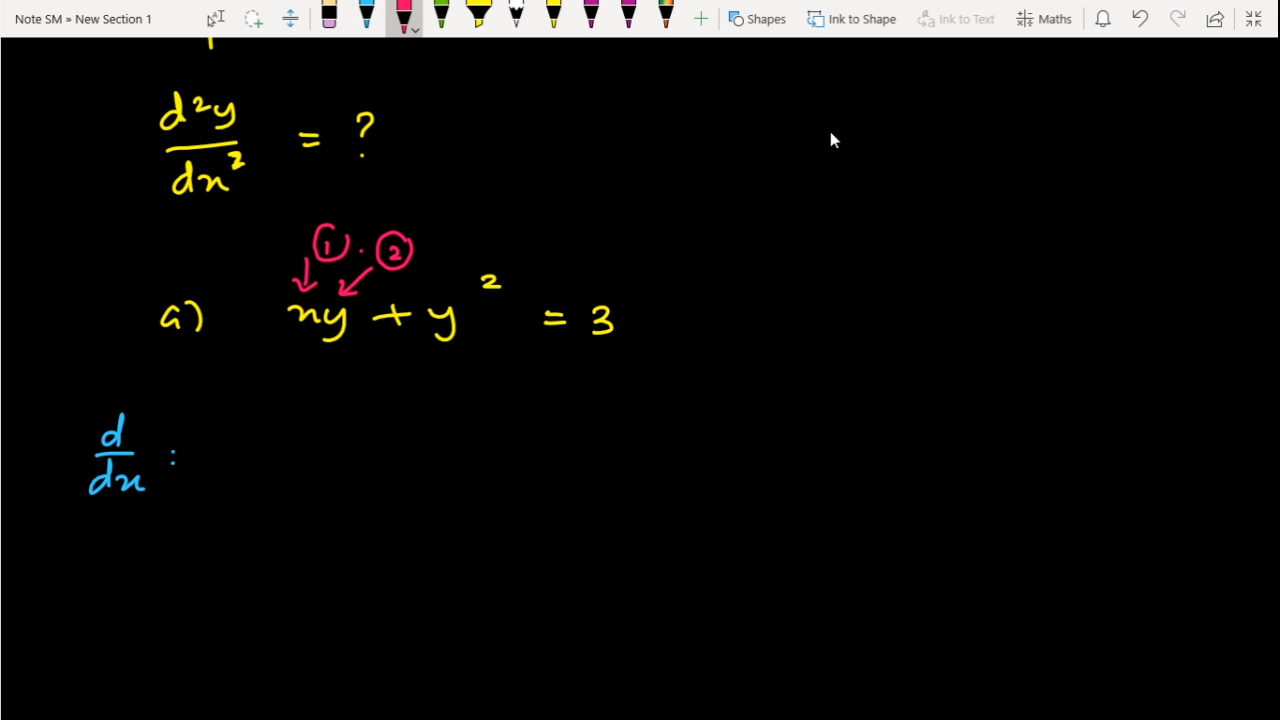 Note SM » New Section 1
Shapes
Ink to Shape
Ink to Text
Maths
d²y
dx²
= ?
① . ②
a) xy + y² = 3
d
dx
: